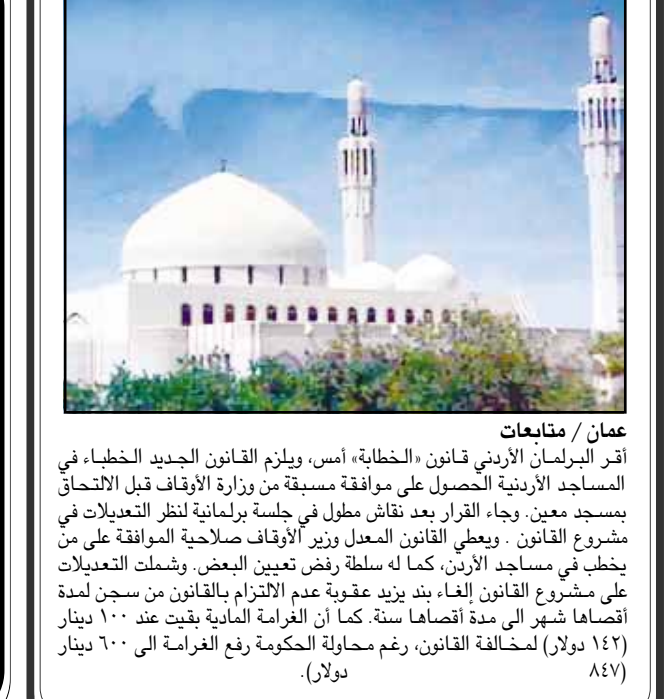 عمان / متابعات
أقر البرلمان الأردني قانون «الخطابة» أمس، ويلزم القانون الجديد الخطباء في
المساجد الأردنية الحصول على موافقة مسبقة من وزارة الأوقاف قبل الالتحاق
بمسجد معين. وجاء القرار بعد نقاش مطول في جلسة برلمانية لنظر التعديلات في
مشروع القانون . ويعطي القانون المعدل وزير الأوقاف صلاحية الموافقة على من
يخطب في مساجد الأردن، كما له سلطة رفض تعيين البعض. وشملت التعديلات
على مشروع القانون إلغاء بند يزيد عقوبة عدم الالتزام بالقانون من سجن لمدة
أقصاها شهر الى مدة أقصاها سنة. كما أن الغرامة المادية بقيت عند ١٠٠ دينار
(١٤٢ دولار) لمخالفة القانون، رغم محاولة الحكومة رفع الغرامة الى ٦٠٠ دينار
(٨٤٧ دولار).